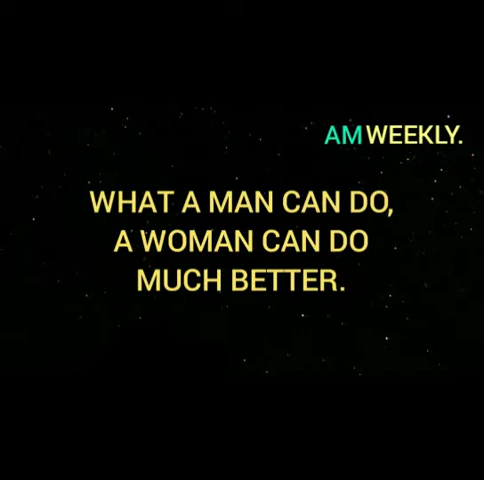 AM WEEKLY.
WHAT A MAN CAN DO,
A WOMAN CAN DO
MUCH BETTER.